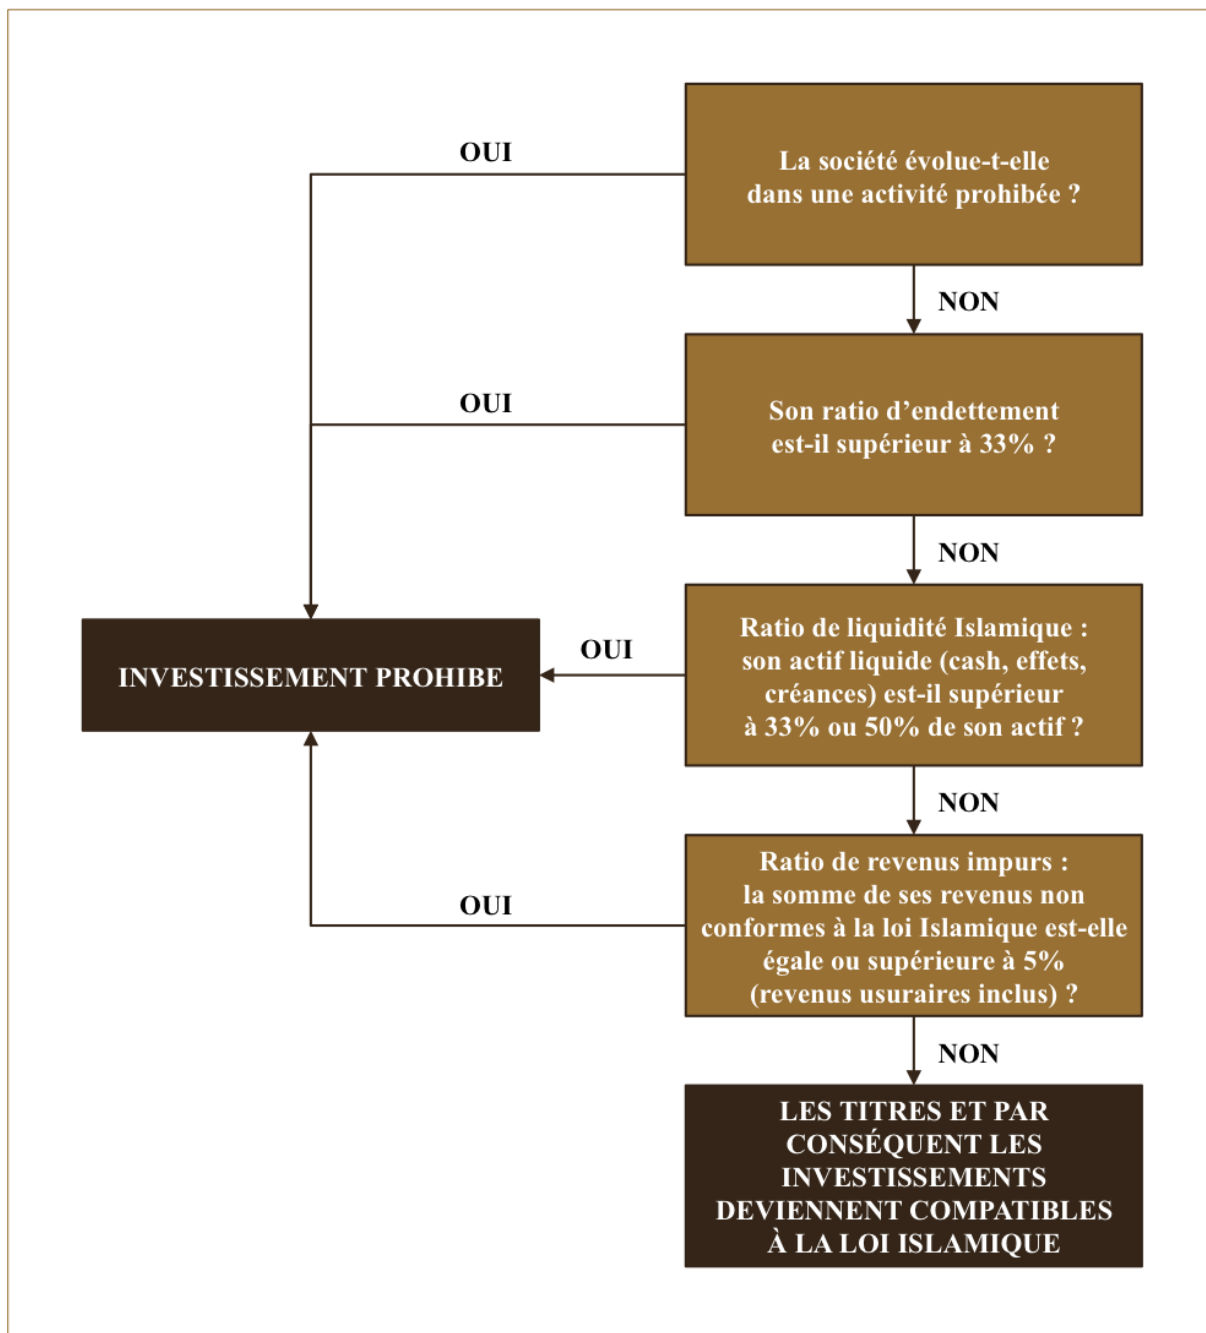 La société évolue-t-elle
dans une activité prohibée ?
OUI
NON
Son ratio d’endettement
est-il supérieur à 33% ?
OUI
NON
Ratio de liquidité Islamique :
son actif liquide (cash, effets,
créances) est-il supérieur
à 33% ou 50% de son actif ?
OUI
INVESTISSEMENT PROHIBE
NON
Ratio de revenus impurs :
la somme de ses revenus non
conformes à la loi Islamique est-elle
égale ou supérieure à 5%
(revenus usuraires inclus) ?
OUI
NON
LES TITRES ET PAR
CONSÉQUENT LES
INVESTISSEMENTS
DEVIENNENT COMPATIBLES
À LA LOI ISLAMIQUE